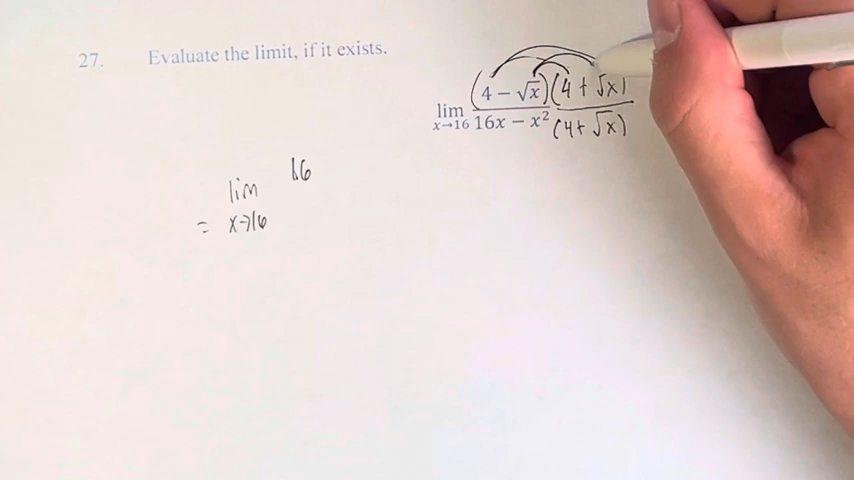 27. Evaluate the limit, if it exists.
(4 − √x)(4 + √x)
lim
x→16 16x − x² (4 + √x)
lim 16
= x→16